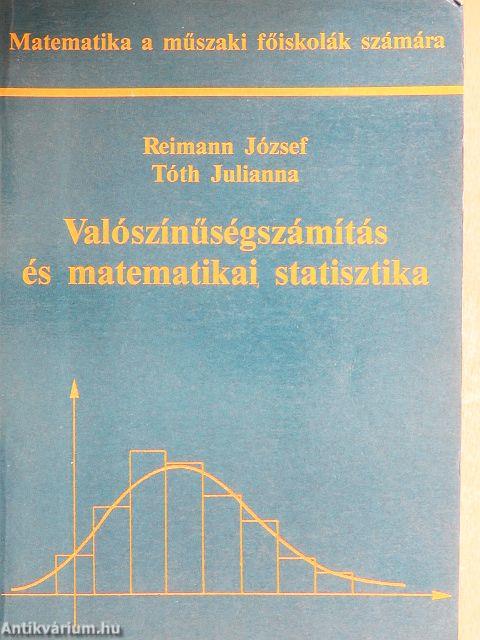 Matematika a műszaki főiskolák számára
Reimann József
Tóth Julianna
Valószínűségszámítás
és matematikai statisztika
Antikvárium.hu